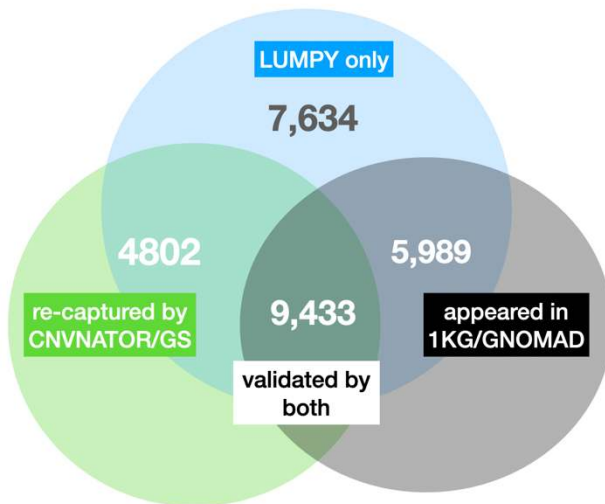 LUMPY only
7,634
4802
5,989
re-captured by
CNVNATOR/GS
9,433
appeared in
1KG/GNOMAD
validated by
both